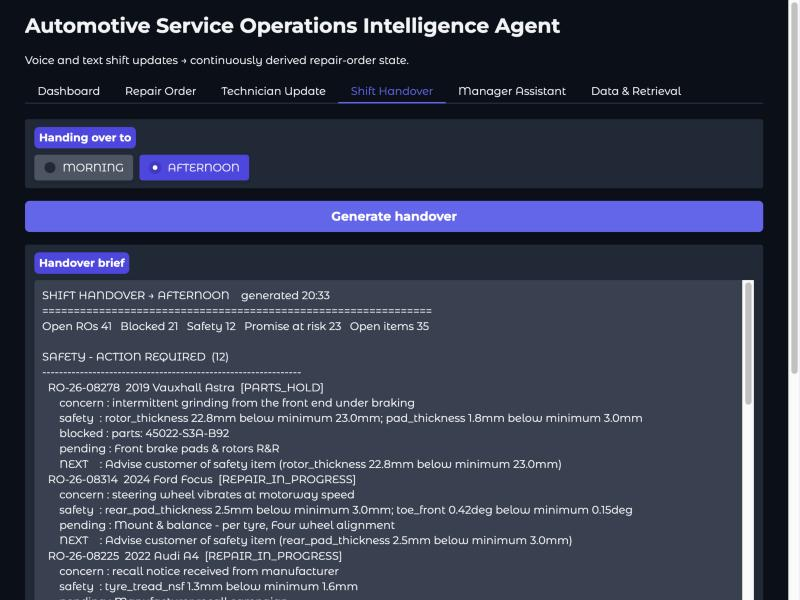 Automotive Service Operations Intelligence Agent
Voice and text shift updates → continuously derived repair-order state.
Dashboard Repair Order Technician Update Shift Handover Manager Assistant Data & Retrieval
Handing over to
MORNING AFTERNOON
Generate handover
Handover brief
SHIFT HANDOVER → AFTERNOON generated 20:33
==============================================================
Open ROs 41 Blocked 21 Safety 12 Promise at risk 23 Open items 35
SAFETY - ACTION REQUIRED (12)
--------------------------------------------------------------
RO-26-08278 2019 Vauxhall Astra [PARTS_HOLD]
concern : intermittent grinding from the front end under braking
safety : rotor_thickness 22.8mm below minimum 23.0mm; pad_thickness 1.8mm below minimum 3.0mm
blocked : parts: 45022-S3A-B92
pending : Front brake pads & rotors R&R
NEXT : Advise customer of safety item (rotor_thickness 22.8mm below minimum 23.0mm)
RO-26-08314 2024 Ford Focus [REPAIR_IN_PROGRESS]
concern : steering wheel vibrates at motorway speed
safety : rear_pad_thickness 2.5mm below minimum 3.0mm; toe_front 0.42deg below minimum 0.15deg
pending : Mount & balance - per tyre, Four wheel alignment
NEXT : Advise customer of safety item (rear_pad_thickness 2.5mm below minimum 3.0mm)
RO-26-08225 2022 Audi A4 [REPAIR_IN_PROGRESS]
concern : recall notice received from manufacturer
safety : tyre_tread_nsf 1.3mm below minimum 1.6mm
pending : Manufacturer recall campaign